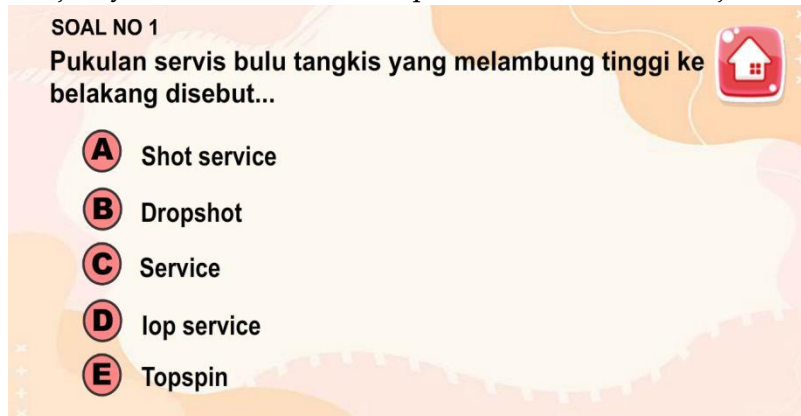 SOAL NO 1
Pukulan servis bulu tangkis yang melambung tinggi ke
belakang disebut...
A Shot service
B Dropshot
C Service
D lop service
E Topspin